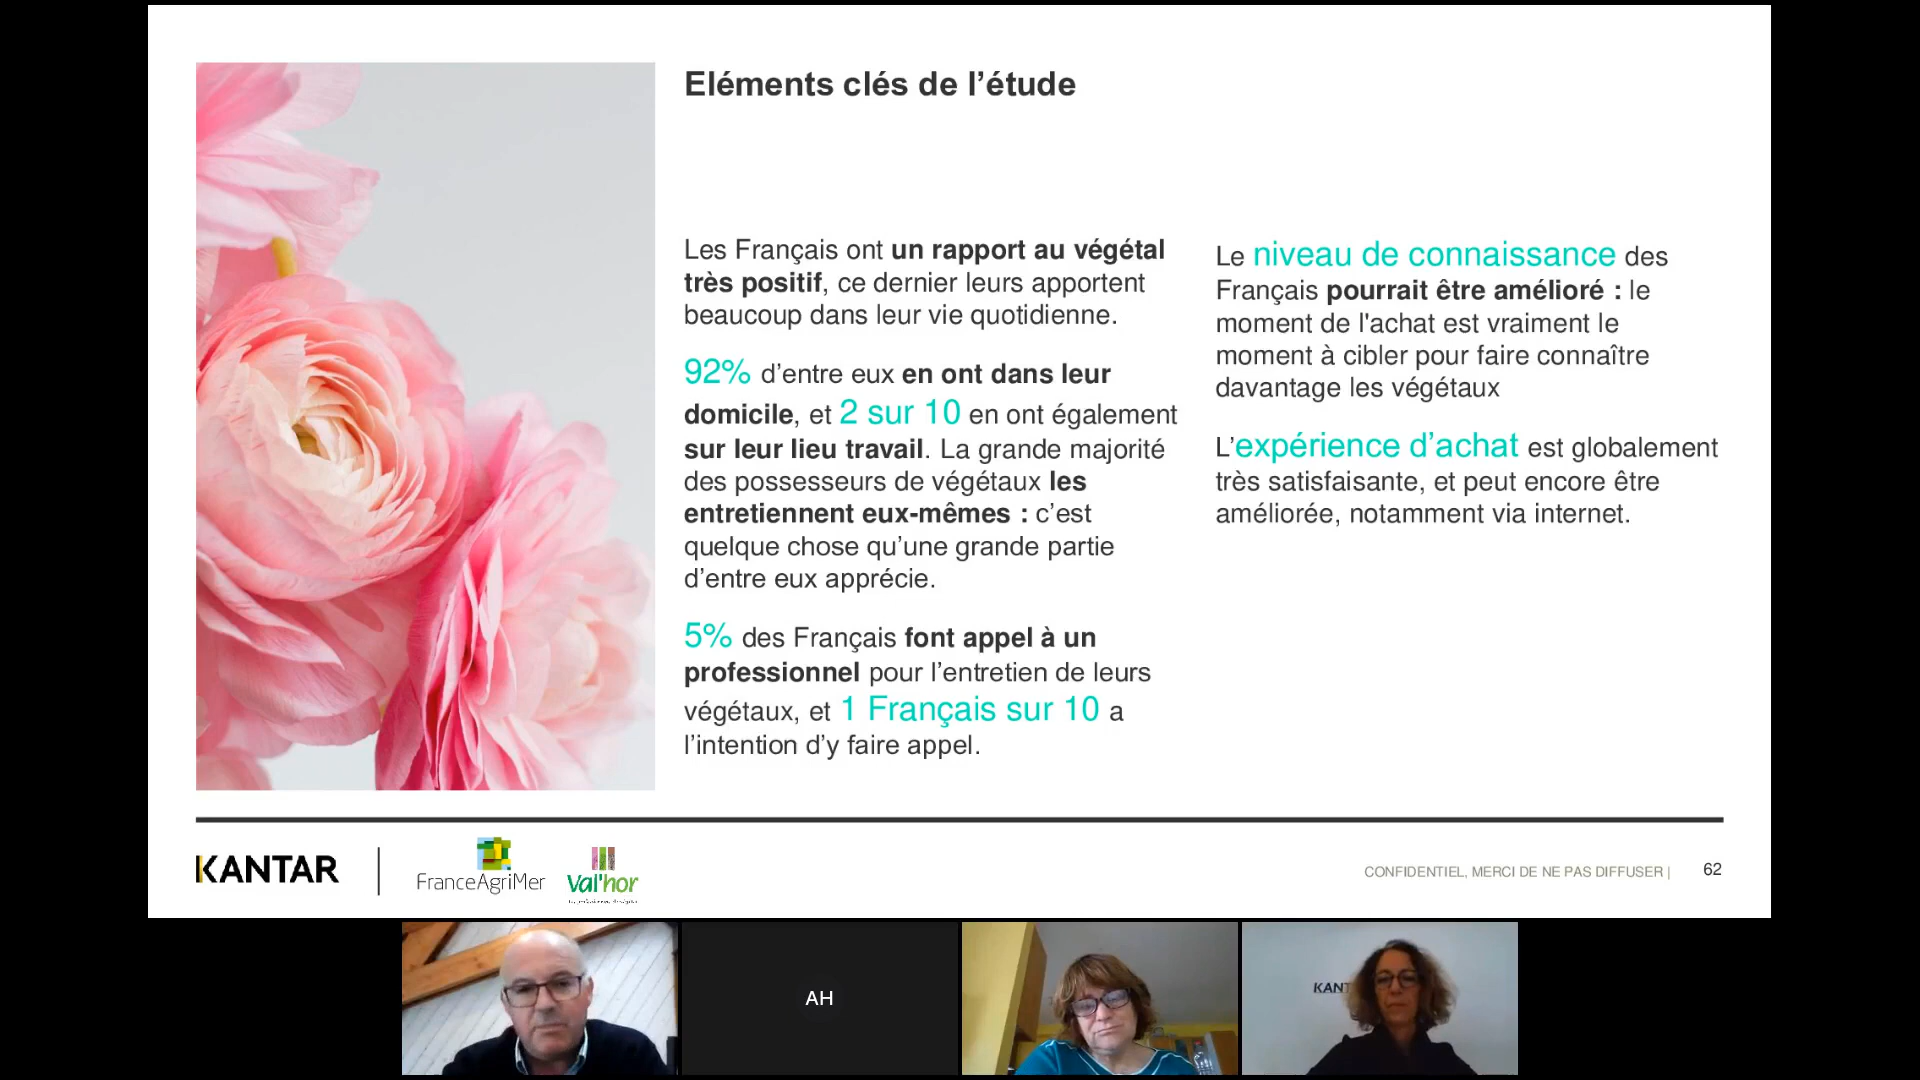 Eléments clés de l’étude
Les Français ont un rapport au végétal
très positif, ce dernier leurs apportent
beaucoup dans leur vie quotidienne.
92% d’entre eux en ont dans leur
domicile, et 2 sur 10 en ont également
sur leur lieu travail. La grande majorité
des possesseurs de végétaux les
entretiennent eux-mêmes : c’est
quelque chose qu’une grande partie
d’entre eux apprécie.
5% des Français font appel à un
professionnel pour l’entretien de leurs
végétaux, et 1 Français sur 10 a
l’intention d’y faire appel.
Le niveau de connaissance des
Français pourrait être amélioré : le
moment de l'achat est vraiment le
moment à cibler pour faire connaître
davantage les végétaux
L’expérience d’achat est globalement
très satisfaisante, et peut encore être
améliorée, notamment via internet.
KANTAR
FranceAgriMer
Val'hor
CONFIDENTIEL, MERCI DE NE PAS DIFFUSER |
62
AH
KANT